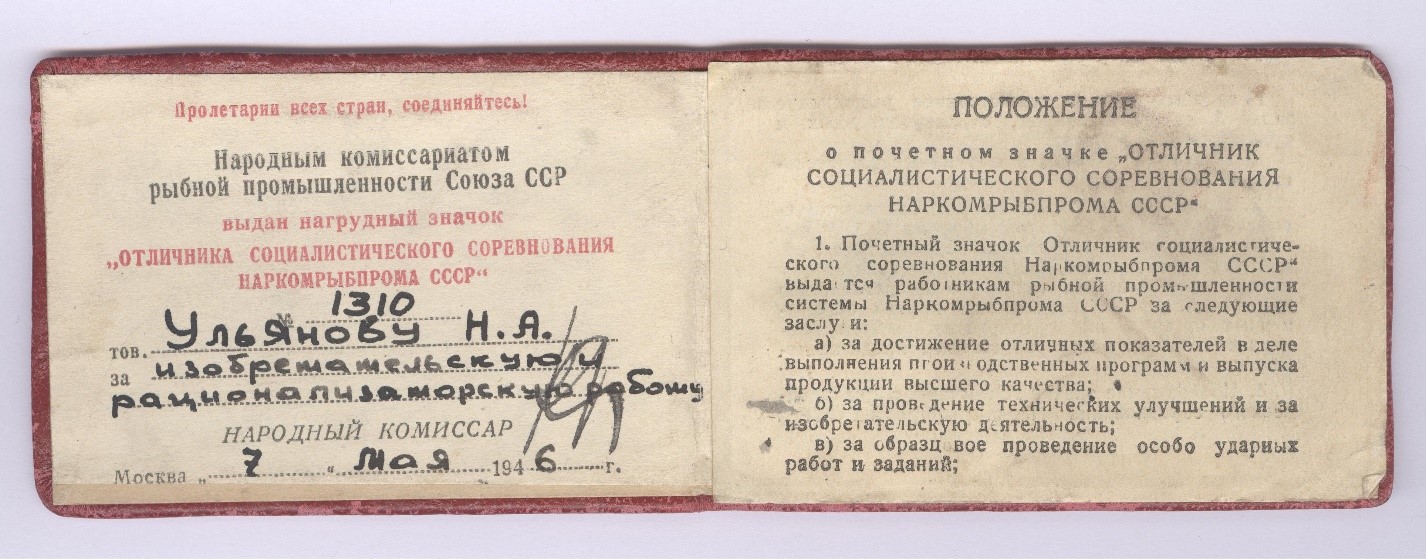 Пролетарии всех стран, соединяйтесь!
Народным комиссариатом
рыбной промышленности Союза ССР
выдан нагрудный значок
„ОТЛИЧНИКА СОЦИАЛИСТИЧЕСКОГО СОРЕВНОВАНИЯ
НАРКОМРЫБПРОМА СССР“
№ 1310
тов. Ульянову Н.А.
за изобретательскую и
рационализаторскую работу
НАРОДНЫЙ КОМИССАР
Москва „ 7 “ Мая 1946 г.
ПОЛОЖЕНИЕ
о почетном значке „ОТЛИЧНИК
СОЦИАЛИСТИЧЕСКОГО СОРЕВНОВАНИЯ
НАРКОМРЫБПРОМА СССР“
1. Почетный значок Отличник социалистиче-
ского соревнования Наркомрыбпрома СССР“
выдается работникам рыбной промышленности
системы Наркомрыбпрома СССР за следующие
заслуги:
а) за достижение отличных показателей в деле
выполнения производственных программ и выпуска
продукции высшего качества;
б) за проведение технических улучшений и за
изобретательскую деятельность;
в) за образцовое проведение особо ударных
работ и заданий;